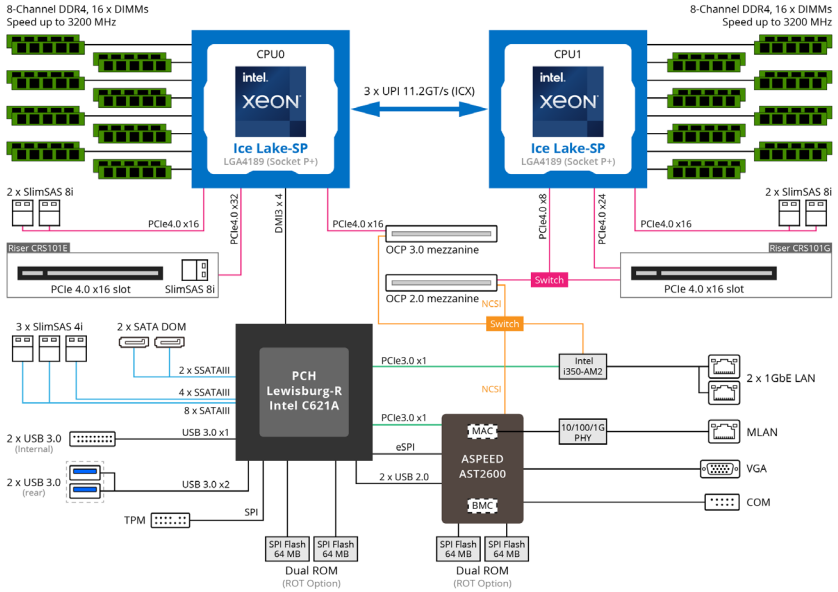 8-Channel DDR4, 16 x DIMMs
Speed up to 3200 MHz
8-Channel DDR4, 16 x DIMMs
Speed up to 3200 MHz
CPU0
intel.
XEON
Ice Lake-SP
LGA4189 (Socket P+)
3 x UPI 11.2GT/s (ICX)
CPU1
intel.
XEON
Ice Lake-SP
LGA4189 (Socket P+)
2 x SlimSAS 8i
PCIe4.0 x16
PCIe4.0 x32
DMI3 x 4
PCIe4.0 x16
OCP 3.0 mezzanine
PCIe4.0 x8
PCIe4.0 x24
PCIe4.0 x16
2 x SlimSAS 8i
Riser CRS101E
PCIe 4.0 x16 slot
SlimSAS 8i
OCP 2.0 mezzanine
NCSI
Switch
Riser CRS101G
PCIe 4.0 x16 slot
Switch
3 x SlimSAS 4i
2 x SATA DOM
2 x SSATAIII
4 x SSATAIII
8 x SATAIII
PCH
Lewisburg-R
Intel C621A
PCIe3.0 x1
Intel
i350-AM2
2 x 1GbE LAN
NCSI
PCIe3.0 x1
2 x USB 3.0
(Internal)
USB 3.0 x1
eSPI
MAC
ASPEED
AST2600
BMC
10/100/1G
PHY
MLAN
2 x USB 3.0
(rear)
USB 3.0 x2
2 x USB 2.0
VGA
COM
TPM
SPI
SPI Flash
64 MB
SPI Flash
64 MB
Dual ROM
(ROT Option)
SPI Flash
64 MB
SPI Flash
64 MB
Dual ROM
(ROT Option)